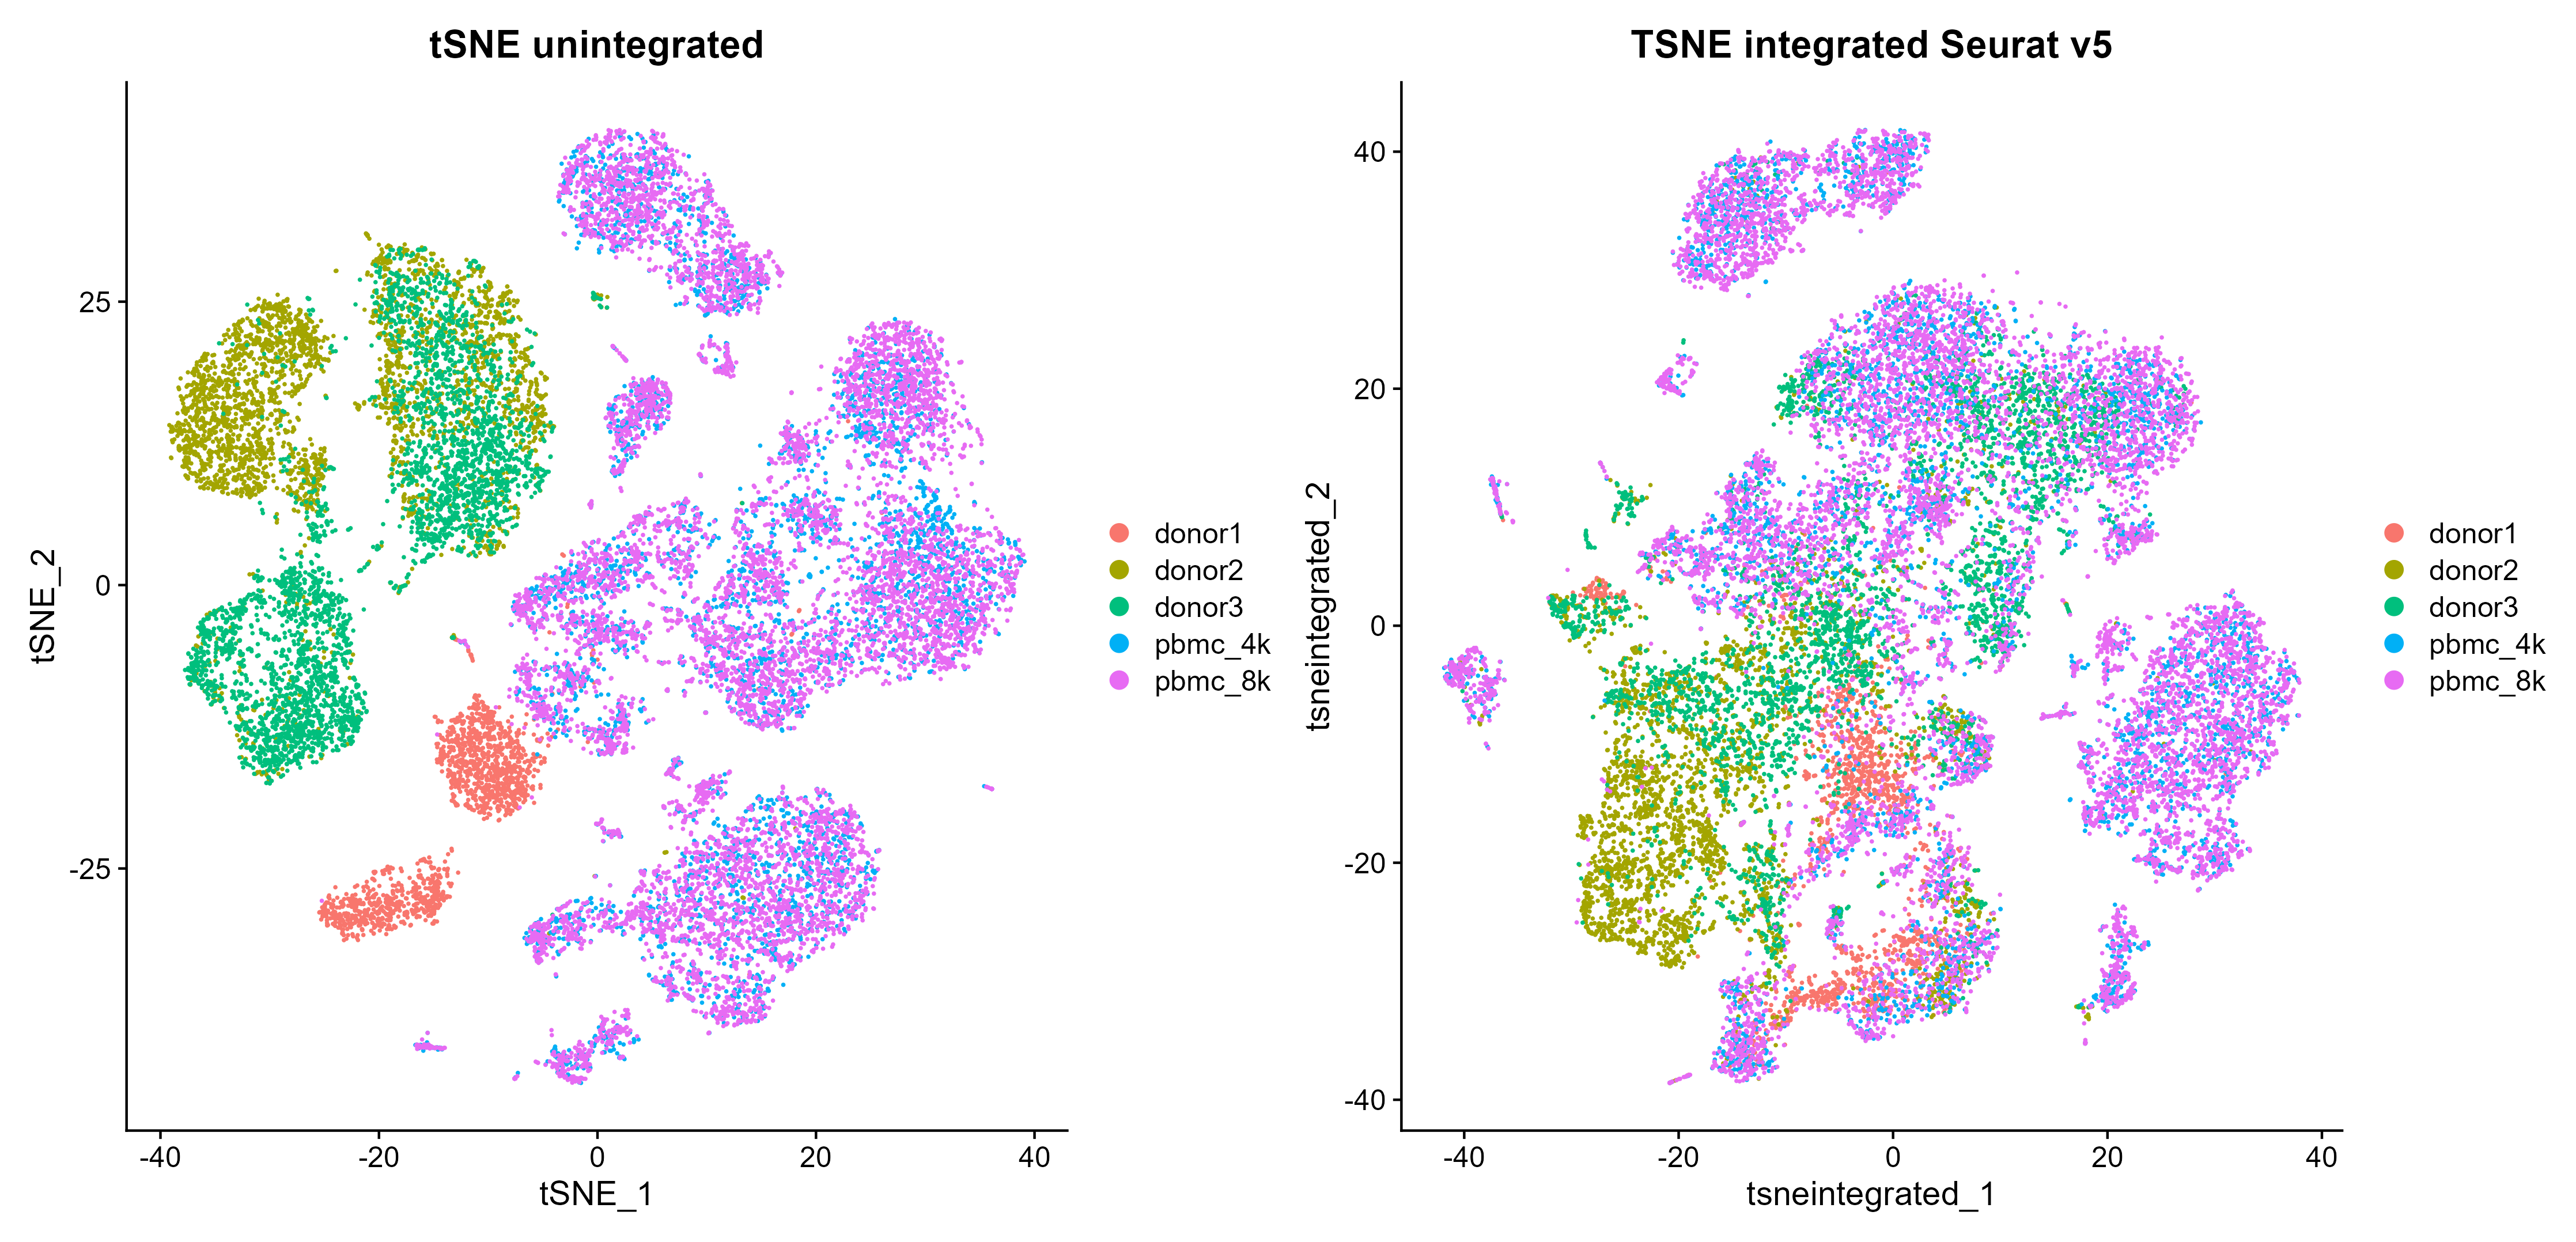 tSNE unintegrated
tSNE_2
25
0
-25
-40
-20
0
20
40
tSNE_1
donor1
donor2
donor3
pbmc_4k
pbmc_8k
TSNE integrated Seurat v5
tsneintegrated_2
40
20
0
-20
-40
-40
-20
0
20
40
tsneintegrated_1
donor1
donor2
donor3
pbmc_4k
pbmc_8k